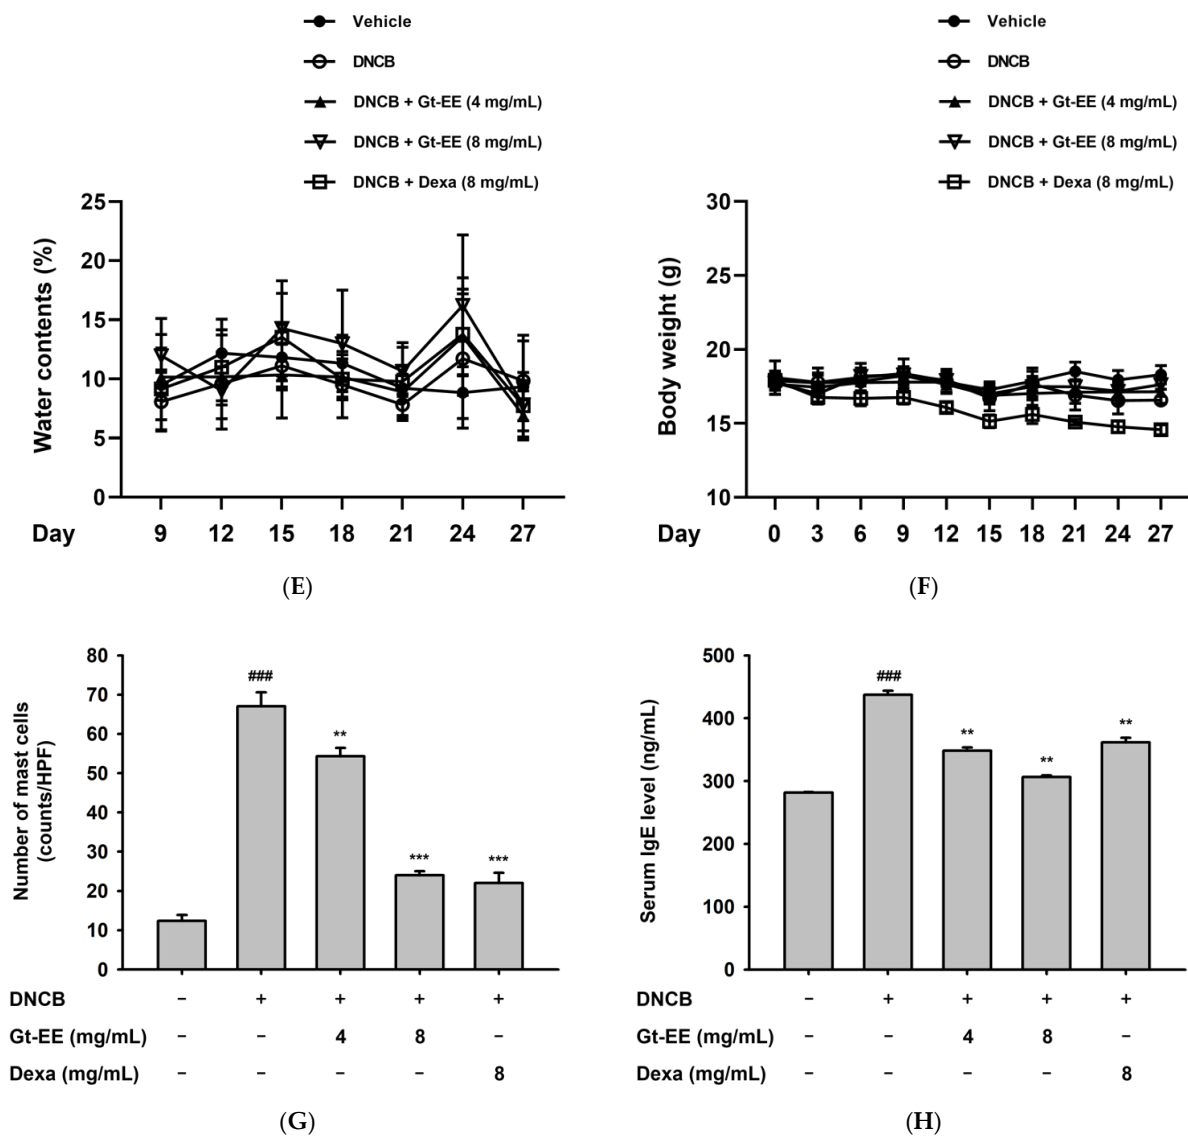 Vehicle
DNCB
DNCB + Gt-EE (4 mg/mL)
DNCB + Gt-EE (8 mg/mL)
DNCB + Dexa (8 mg/mL)
Water contents (%)
25
20
15
10
5
0
Day 9 12 15 18 21 24 27
(E)
Vehicle
DNCB
DNCB + Gt-EE (4 mg/mL)
DNCB + Gt-EE (8 mg/mL)
DNCB + Dexa (8 mg/mL)
Body weight (g)
30
25
20
15
10
Day 0 3 6 9 12 15 18 21 24 27
(F)
Number of mast cells
(counts/HPF)
80
70
60
50
40
30
20
10
0
###
**
***
***
DNCB − + + + +
Gt-EE (mg/mL) − − 4 8 −
Dexa (mg/mL) − − − − 8
(G)
Serum IgE level (ng/mL)
500
400
300
200
100
0
###
**
**
**
DNCB − + + + +
Gt-EE (mg/mL) − − 4 8 −
Dexa (mg/mL) − − − − 8
(H)